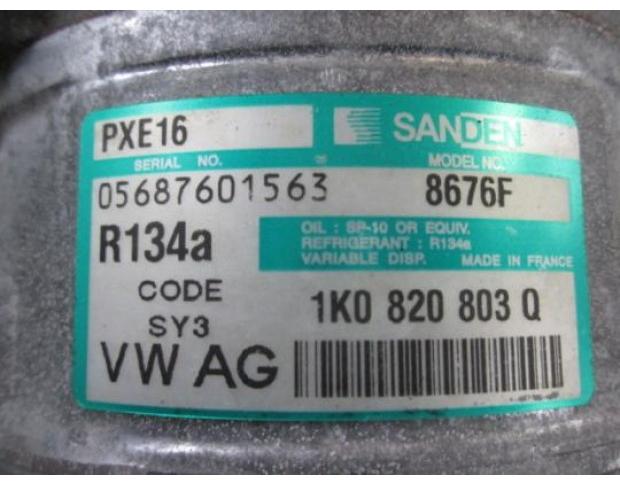 PXE16
SANDEN
SERIAL NO.
MODEL NO.
05687601563
8676F
R134a
OIL : SP-10 OR EQUIV.
REFRIGERANT : R134a
VARIABLE DISP. MADE IN FRANCE
CODE
SY3
1K0 820 803 Q
VW AG